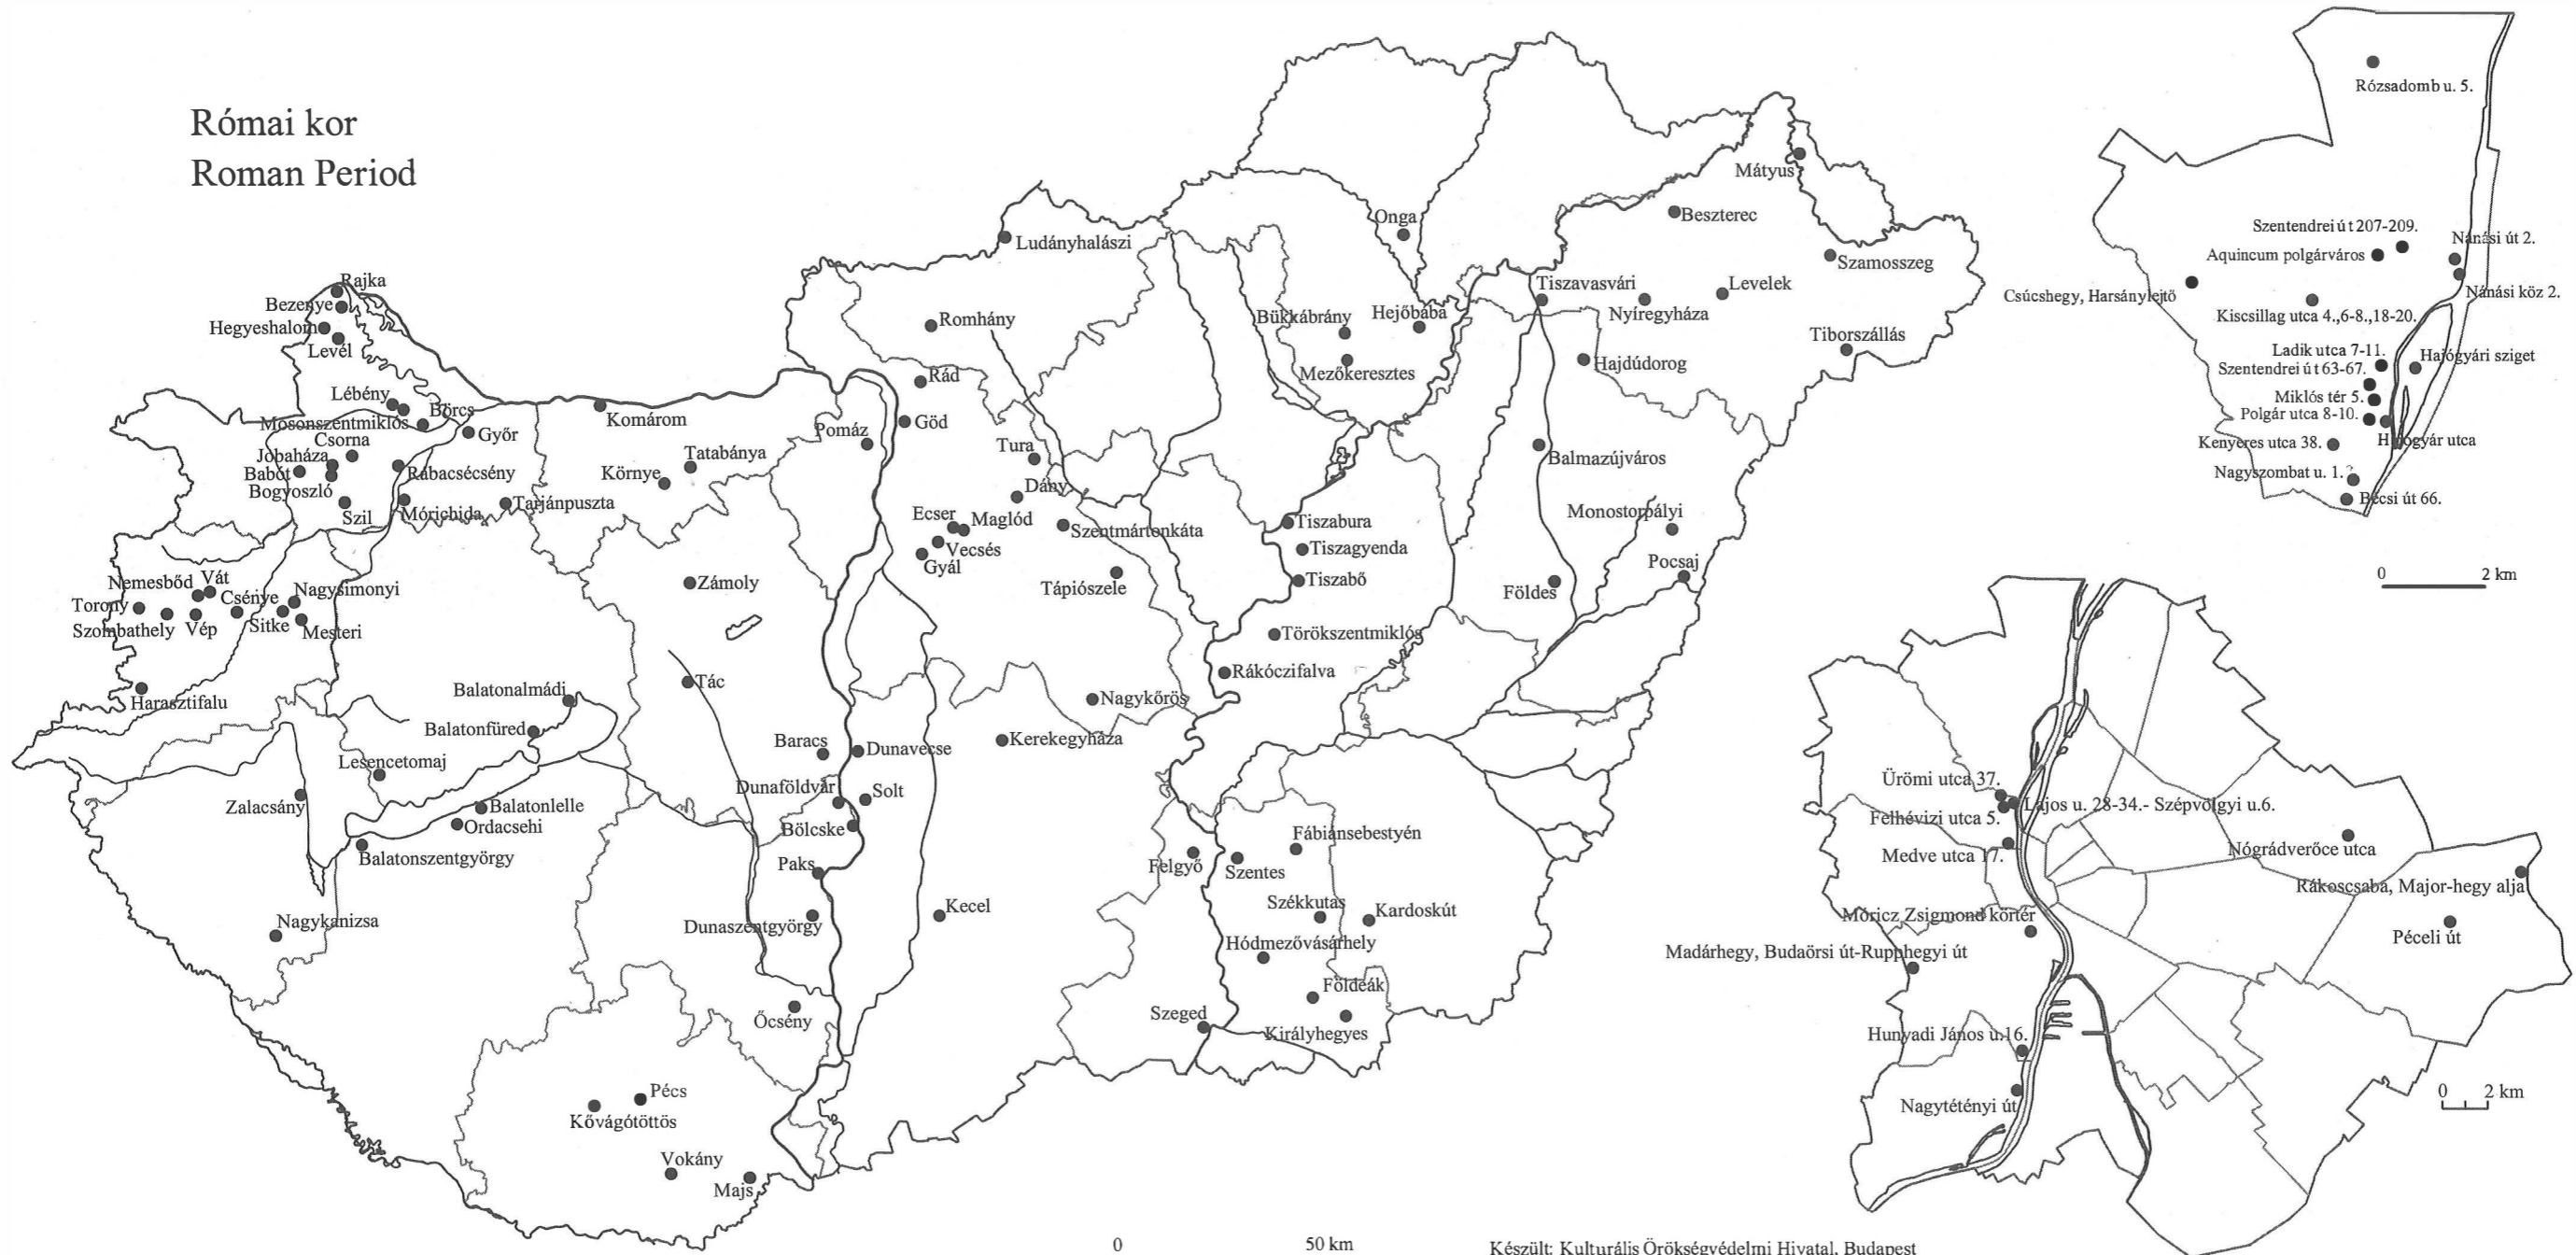 Római kor
Roman Period
Rajka
Bezenye
Hegyeshalom
Levél
Lébény
Mosonszentmiklós
Börcs
Győr
Csorna
Jobaháza
Babót
Bogyoszló
Rábacsécsény
Szil
Mórichida
Tarjánpuszta
Komárom
Környe
Tatabánya
Pomáz
Nemesbőd
Vát
Torony
Szombathely
Vép
Csénye
Sitke
Nagysimonyi
Mesteri
Harasztifalu
Zámoly
Tác
Balatonalmádi
Balatonfüred
Lesencetomaj
Zalacsány
Balatonlelle
Ordacsehi
Balatonszentgyörgy
Nagykanizsa
Baracs
Dunavecse
Dunaföldvár
Solt
Bölcske
Paks
Dunaszentgyörgy
Kecel
Őcsény
Pécs
Kővágótöttös
Vokány
Majs
Ludányhalászi
Romhány
Rád
Göd
Tura
Dány
Ecser
Maglód
Vecsés
Gyál
Szentmártonkáta
Tápiószele
Nagykőrös
Kerekegyháza
Onga
Bükkábrány
Hejőbába
Mezőkeresztes
Mátyus
Beszterec
Szamosszeg
Tiszavasvári
Nyíregyháza
Levelek
Tiborszállás
Hajdúdorog
Balmazújváros
Monostorpályi
Pocsaj
Földes
Tiszabura
Tiszagyenda
Tiszabő
Törökszentmiklós
Rákóczifalva
Felgyő
Szentes
Fábiánsebestyén
Székkutas
Kardoskút
Hódmezővásárhely
Földeák
Királyhegyes
Szeged
0 50 km
Készült: Kulturális Örökségvédelmi Hivatal, Budapest
Rózsadomb u. 5.
Szentendrei út 207-209.
Aquincum polgárváros
Nánási út 2.
Nánási köz 2.
Csúcshegy, Harsánylejtő
Kiscsillag utca 4.,6-8.,18-20.
Ladik utca 7-11.
Hajógyári sziget
Szentendrei út 63-67.
Miklós tér 5.
Polgár utca 8-10.
Hajógyár utca
Kenyeres utca 38.
Nagyszombat u. 1.
Bécsi út 66.
0 2 km
Ürömi utca 37.
Lajos u. 28-34.- Szépvölgyi u.6.
Felhévizi utca 5.
Medve utca 17.
Nógrádverőce utca
Rákoscsaba, Major-hegy alja
Péceli út
Móricz Zsigmond körtér
Madárhegy, Budaörsi út-Rupphegyi út
Hunyadi János u.16.
Nagytétényi út
0 2 km